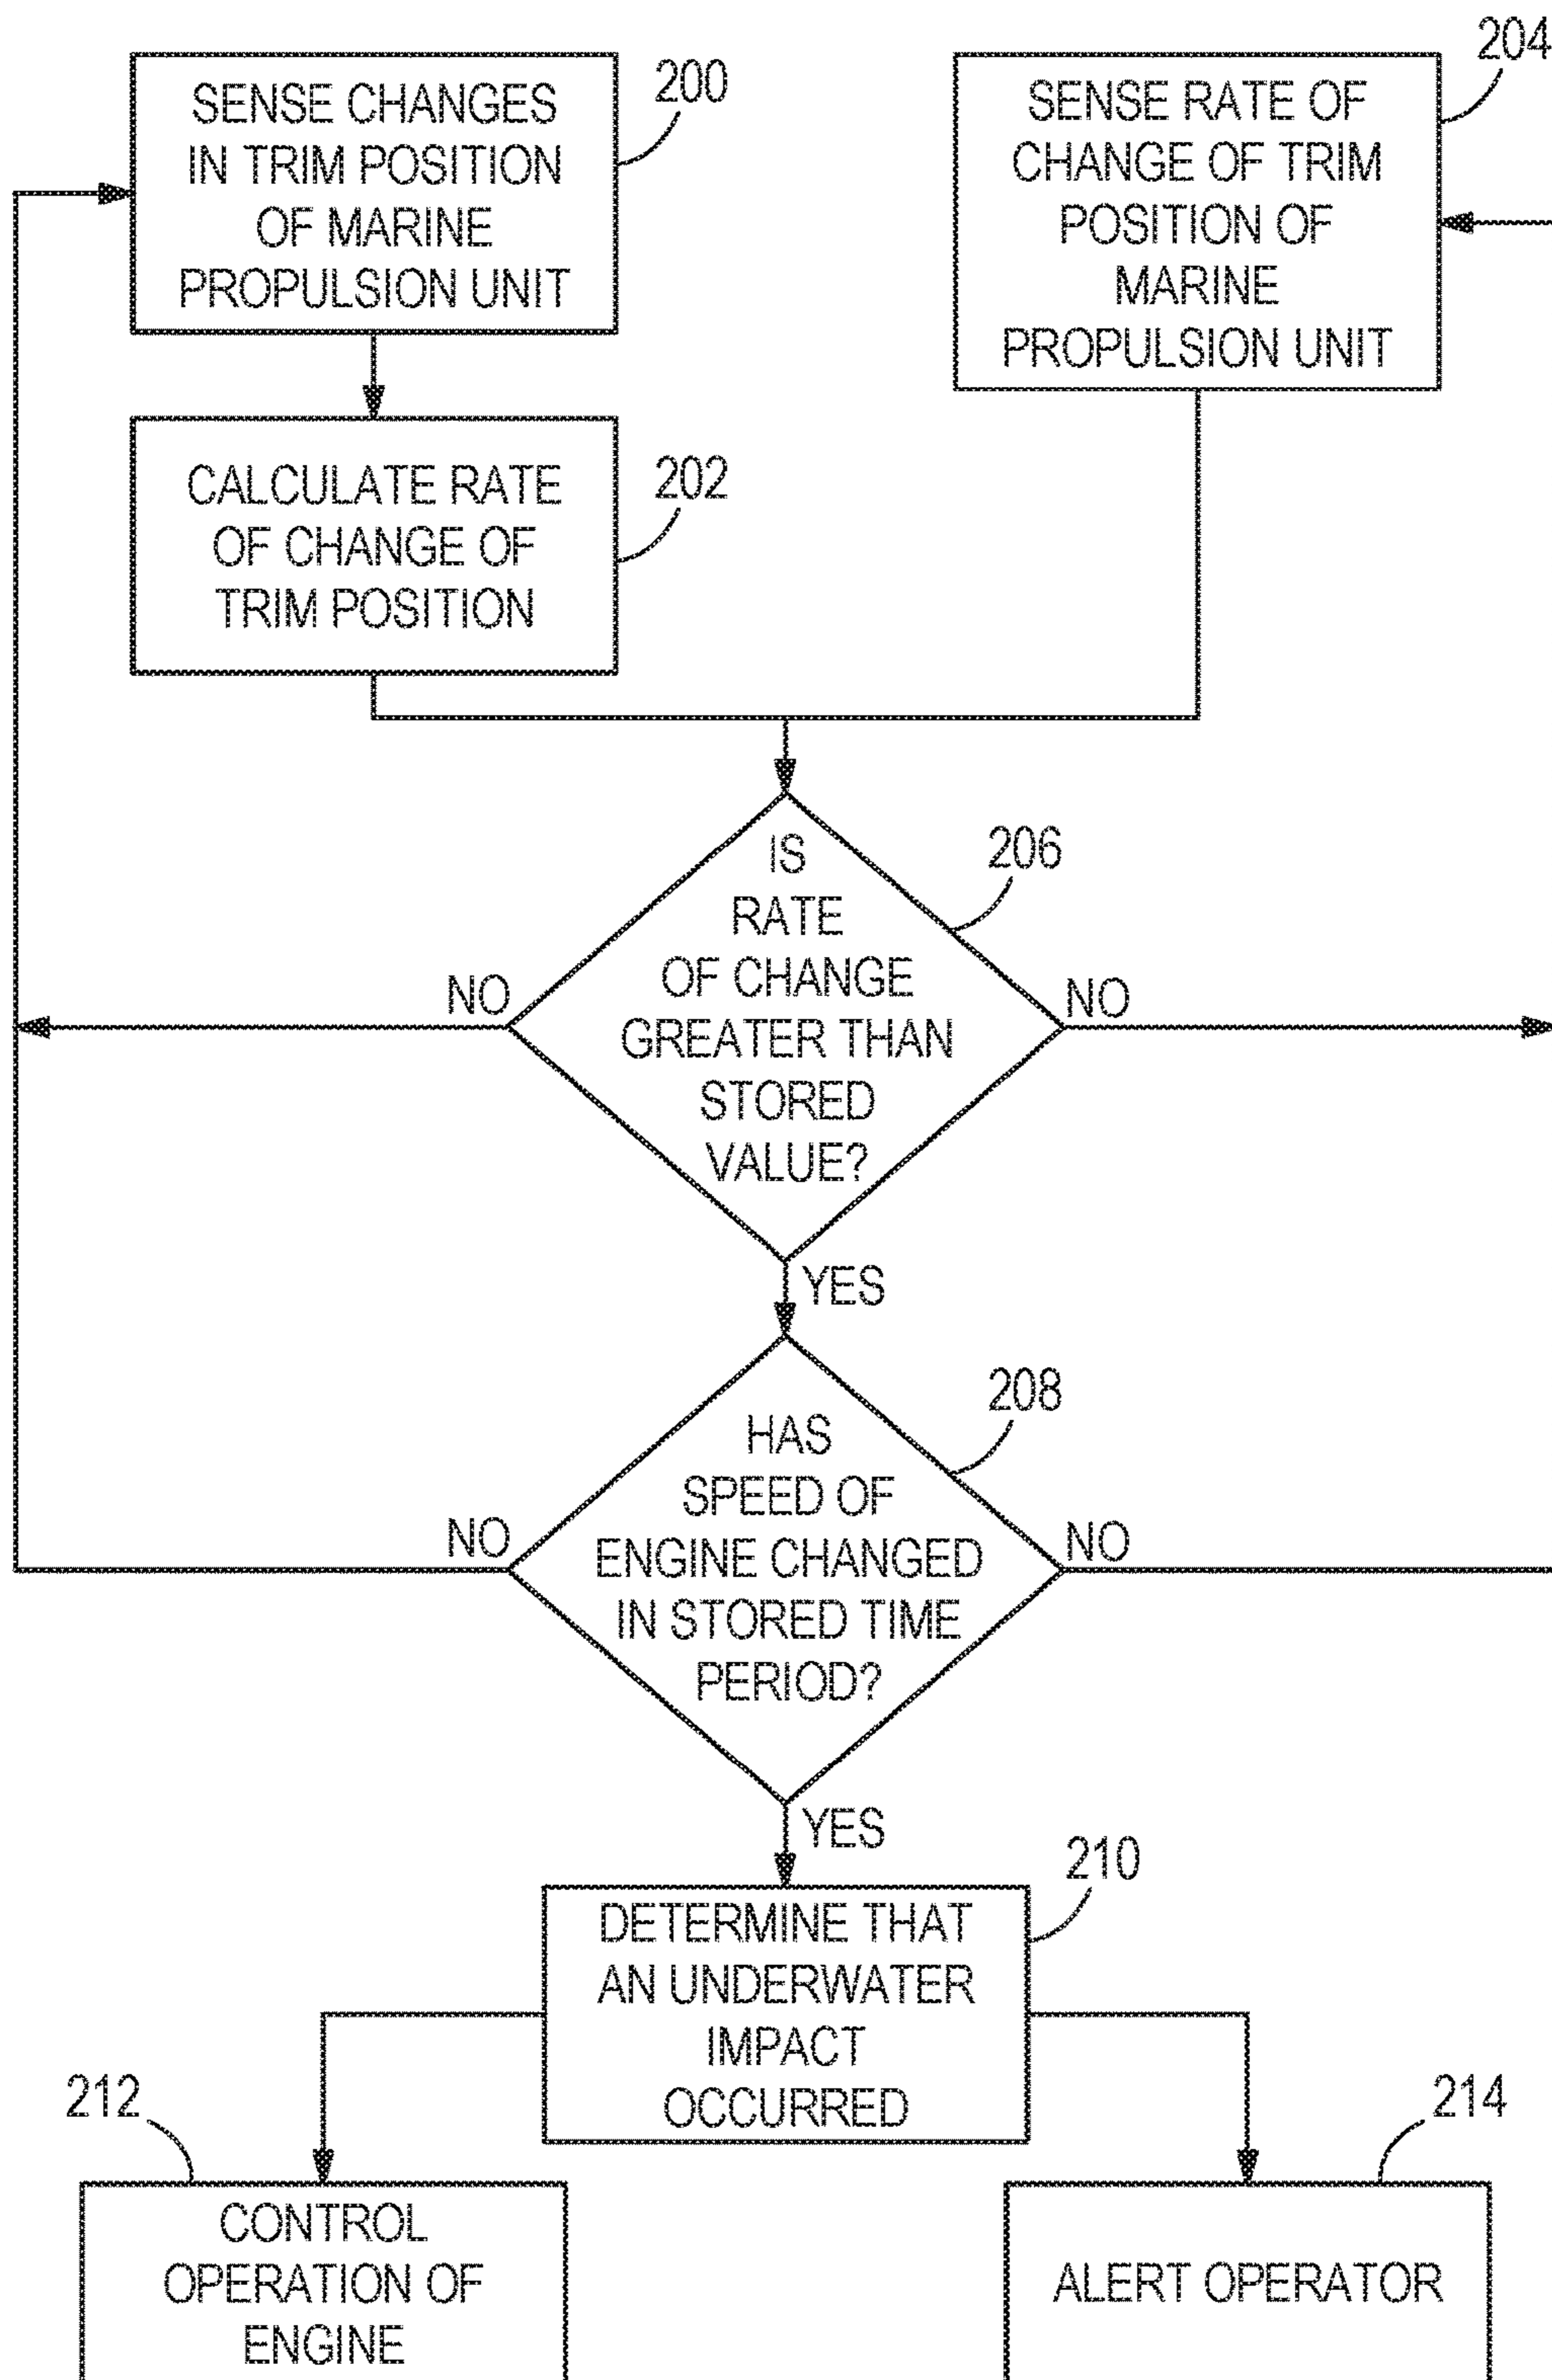 SENSE CHANGES
IN TRIM POSITION
OF MARINE
PROPULSION UNIT
200
SENSE RATE OF
CHANGE OF TRIM
POSITION OF
MARINE
PROPULSION UNIT
204
CALCULATE RATE
OF CHANGE OF
TRIM POSITION
202
IS
RATE
OF CHANGE
GREATER THAN
STORED
VALUE?
206
NO
NO
YES
HAS
SPEED OF
ENGINE CHANGED
IN STORED TIME
PERIOD?
208
NO
NO
YES
DETERMINE THAT
AN UNDERWATER
IMPACT
OCCURRED
210
212
CONTROL
OPERATION OF
ENGINE
214
ALERT OPERATOR